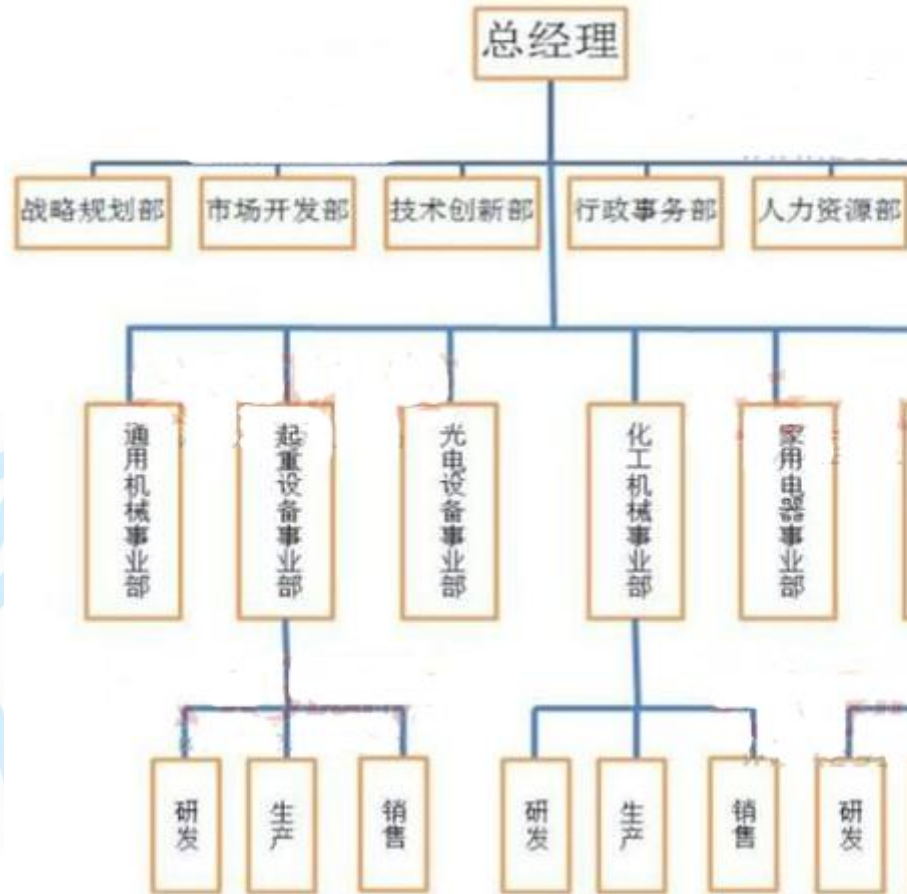 总经理
战略规划部
市场开发部
技术创新部
行政事务部
人力资源部
通用机械事业部
起重设备事业部
光电设备事业部
化工机械事业部
家用电器事业部
研发
生产
销售
研发
生产
销售
研发